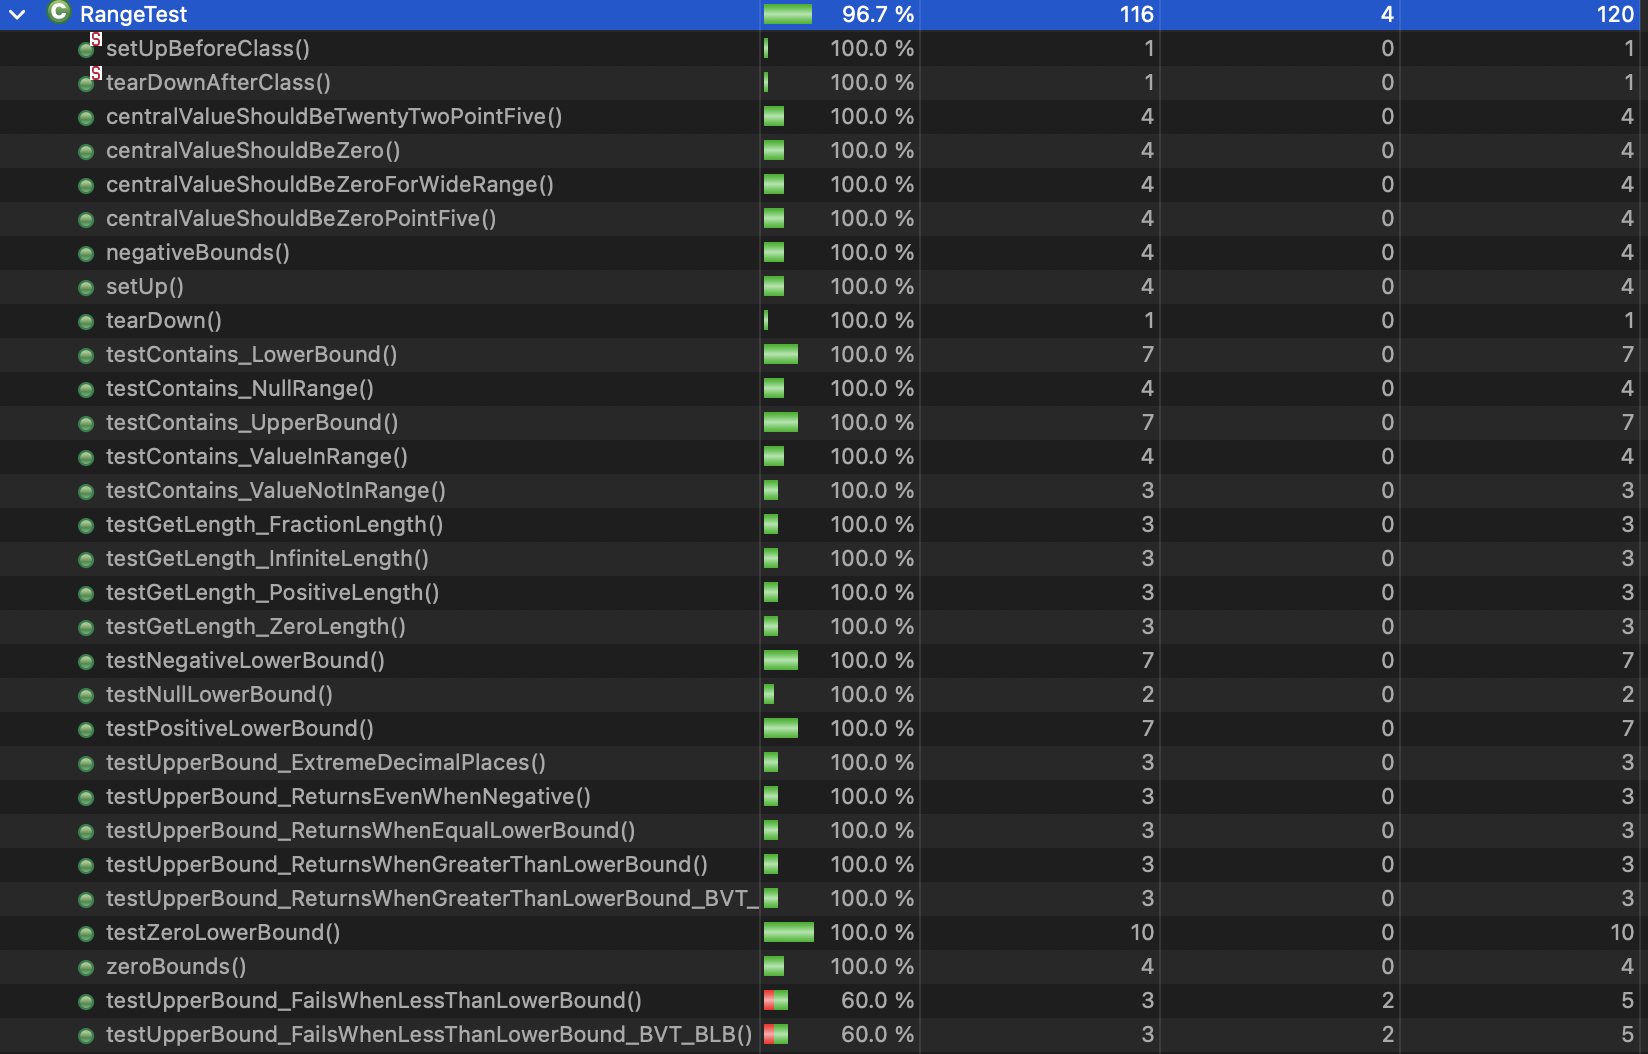 C RangeTest 96.7 % 116 4 120
S setUpBeforeClass() 100.0 % 1 0 1
S tearDownAfterClass() 100.0 % 1 0 1
centralValueShouldBeTwentyTwoPointFive() 100.0 % 4 0 4
centralValueShouldBeZero() 100.0 % 4 0 4
centralValueShouldBeZeroForWideRange() 100.0 % 4 0 4
centralValueShouldBeZeroPointFive() 100.0 % 4 0 4
negativeBounds() 100.0 % 4 0 4
setUp() 100.0 % 4 0 4
tearDown() 100.0 % 1 0 1
testContains_LowerBound() 100.0 % 7 0 7
testContains_NullRange() 100.0 % 4 0 4
testContains_UpperBound() 100.0 % 7 0 7
testContains_ValueInRange() 100.0 % 4 0 4
testContains_ValueNotInRange() 100.0 % 3 0 3
testGetLength_FractionLength() 100.0 % 3 0 3
testGetLength_InfiniteLength() 100.0 % 3 0 3
testGetLength_PositiveLength() 100.0 % 3 0 3
testGetLength_ZeroLength() 100.0 % 3 0 3
testNegativeLowerBound() 100.0 % 7 0 7
testNullLowerBound() 100.0 % 2 0 2
testPositiveLowerBound() 100.0 % 7 0 7
testUpperBound_ExtremeDecimalPlaces() 100.0 % 3 0 3
testUpperBound_ReturnsEvenWhenNegative() 100.0 % 3 0 3
testUpperBound_ReturnsWhenEqualLowerBound() 100.0 % 3 0 3
testUpperBound_ReturnsWhenGreaterThanLowerBound() 100.0 % 3 0 3
testUpperBound_ReturnsWhenGreaterThanLowerBound_BVT_ 100.0 % 3 0 3
testZeroLowerBound() 100.0 % 10 0 10
zeroBounds() 100.0 % 4 0 4
testUpperBound_FailsWhenLessThanLowerBound() 60.0 % 3 2 5
testUpperBound_FailsWhenLessThanLowerBound_BVT_BLB() 60.0 % 3 2 5